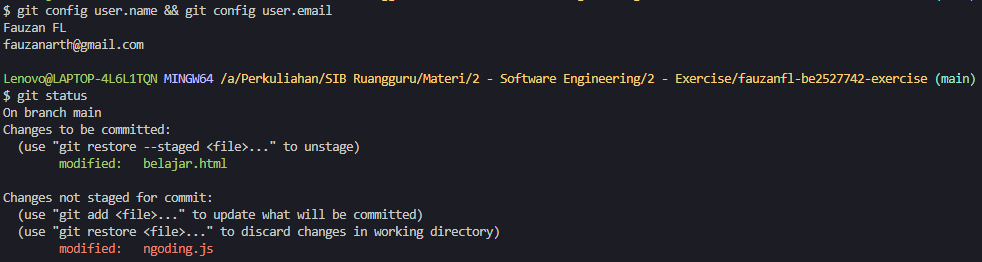 $ git config user.name && git config user.email
Fauzan FL
fauzanarth@gmail.com
Lenovo@LAPTOP-4L6L1TQN MINGW64 /a/Perkuliahan/SIB Ruangguru/Materi/2 - Software Engineering/2 - Exercise/fauzanfl-be2527742-exercise (main)
$ git status
On branch main
Changes to be committed:
  (use "git restore --staged <file>..." to unstage)
        modified:   belajar.html

Changes not staged for commit:
  (use "git add <file>..." to update what will be committed)
  (use "git restore <file>..." to discard changes in working directory)
        modified:   ngoding.js